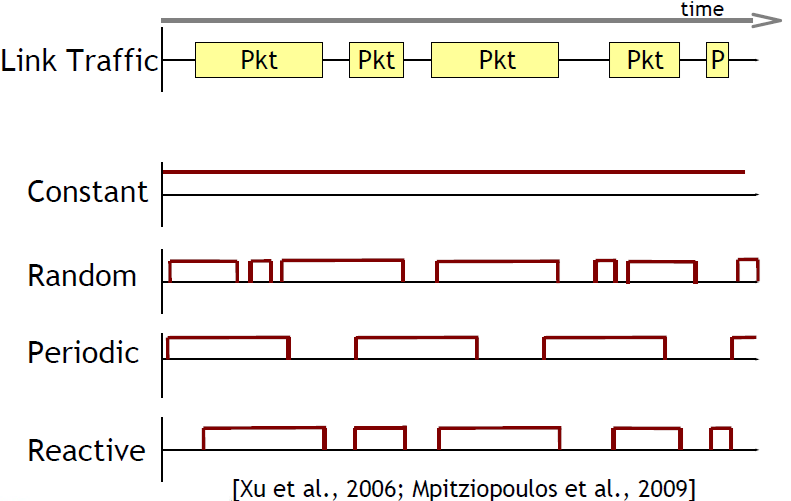 time
Link Traffic Pkt Pkt Pkt Pkt P
Constant
Random
Periodic
Reactive
[Xu et al., 2006; Mpitziopoulos et al., 2009]